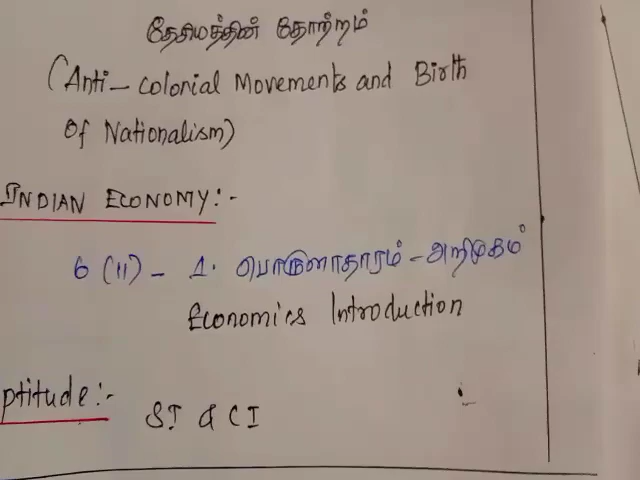 தேசியத்தின் தோற்றம்
(Anti - Colonial Movements and Birth
Of Nationalism)
INDIAN ECONOMY:-
6 (II) - 1. பொருளாதாரம் - அறிமுகம்
Economics Introduction
ptitude:-
SI & CI